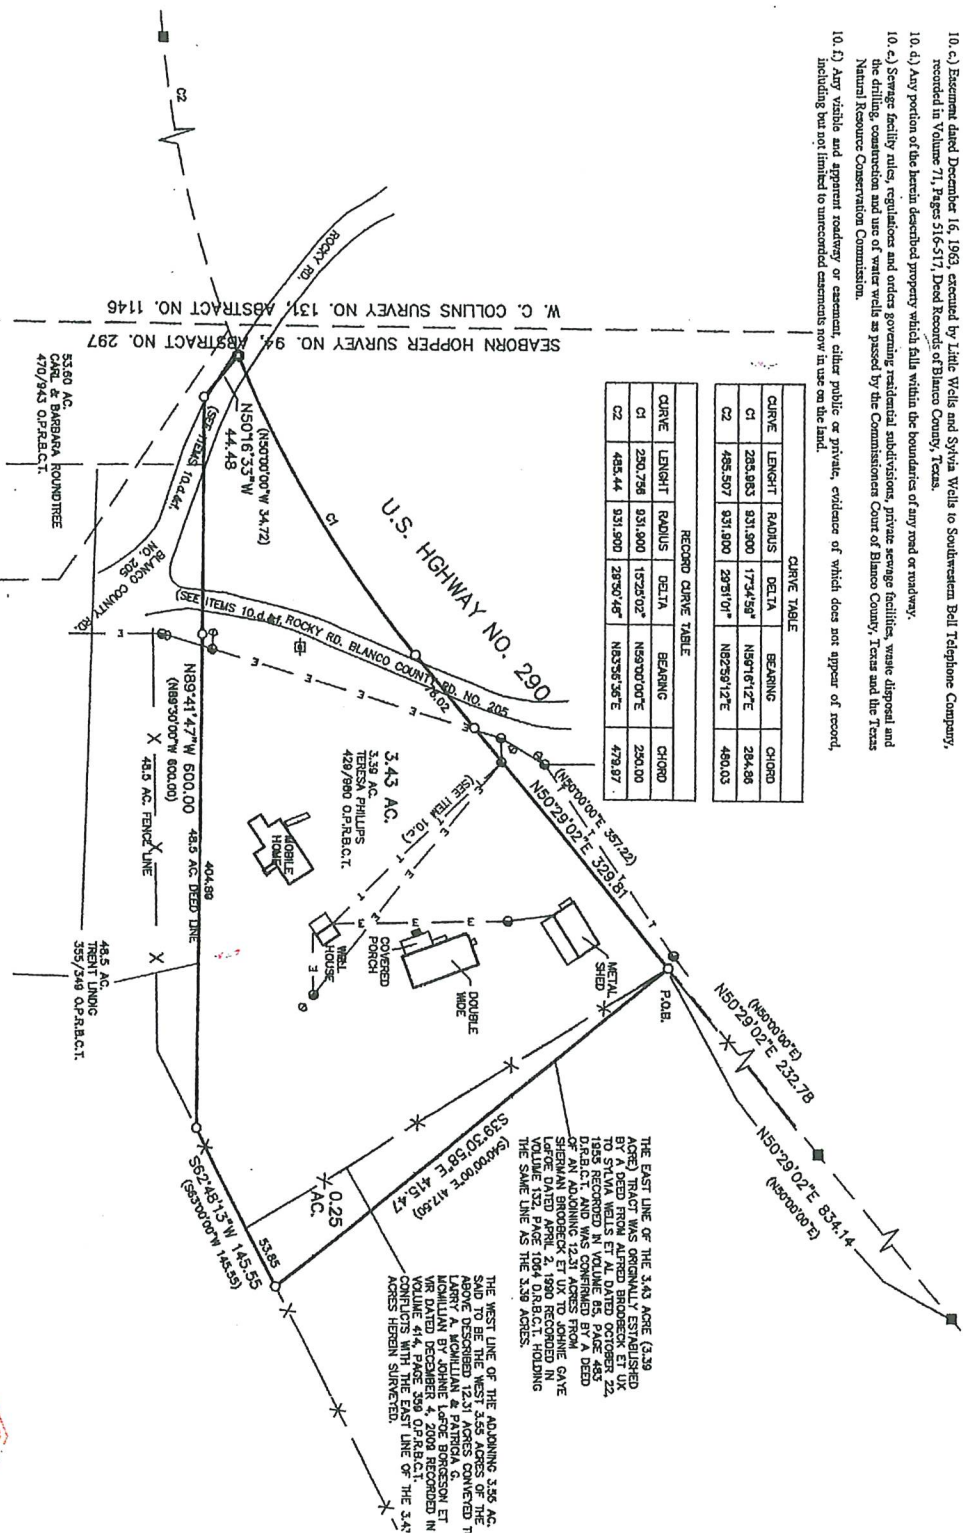 10. c.) Easement dated December 16, 1963, executed by Little Wells and Sylvia Wells to Southwestern Bell Telephone Company,
recorded in Volume 71, Pages 516-517, Deed Records of Blanco County, Texas.
10. d.) Any portion of the herein described property which falls within the boundaries of any road or roadway.
10. e.) Sewage facility rules, regulations and orders governing residential subdivisions, private sewage facilities, waste disposal and
the drilling, construction and use of water wells as passed by the Commissioners Court of Blanco County, Texas and the Texas
Natural Resource Conservation Commission.
10. f.) Any visible and apparent roadway or easement, either public or private, evidence of which does not appear of record,
including but not limited to unrecorded easements now in use on the land.
CURVE TABLE
CURVE LENGHT RADIUS DELTA BEARING CHORD
C1 285.983 931.900 17°34'59" N59°16'12"E 284.86
C2 485.507 931.900 29°51'01" N82°59'12"E 480.03
RECORD CURVE TABLE
CURVE LENGHT RADIUS DELTA BEARING CHORD
C1 250.756 931.900 15°25'02" N59°00'00"E 250.00
C2 485.44 931.900 29°50'46" N83°36'36"E 479.97
C2
ROCKY RD.
W. C. COLLINS SURVEY NO. 131, ABSTRACT NO. 1146
SEABORN HOPPER SURVEY NO. 94, ABSTRACT NO. 297
U.S. HGHWAY NO. 290
C1
(N50°00'00"W 34.72)
N50°16'33"W
44.48
(SEE ITEMS 10.d.&f.
BLANCO COUNTY RD.
NO. 205
53.60 AC.
CARL & BARBARA ROUNDTREE
470/943 O.P.R.B.C.T.
(SEE ITEMS 10.d.&f. ROCKY RD. BLANCO COUNTY RD. NO. 205
76.02
E
T
(N50°00'00"E 357.22)
N50°29'02"E 329.81
(SEE ITEM 10.c.)
3.43 AC.
3.39 AC.
TERESA PHILLIPS
429/980 O.P.R.B.C.T.
MOBILE
HOME
WELL
HOUSE
COVERED
PORCH
DOUBLE
WIDE
METAL
SHED
P.O.B.
(N50°00'00"E)
N50°29'02"E 232.78
N50°29'02"E 834.14
(N50°00'00"E)
N89°41'47"W 600.00
(N89°30'00"W 600.00)
48.5 AC. DEED LINE
48.5 AC. FENCE LINE
404.89
48.5 AC.
TRENT LINDIG
355/349 O.P.R.B.C.T.
S39°30'58"E 415.47
(S40°00'00"E 417.50)
0.25
AC.
53.85
S62°48'13"W 145.55
(S63°00'00"W 145.55)
THE EAST LINE OF THE 3.43 ACRE (3.39
ACRE) TRACT WAS ORIGINALLY ESTABLISHED
BY A DEED FROM ALFRED BRODBECK ET UX
TO SYLVIA WELLS ET AL DATED OCTOBER 22,
1985 RECORDED IN VOLUME 85, PAGE 483
D.R.B.C.T. AND WAS CONFIRMED BY A DEED
OF AN ADJOINING 12.31 ACRES FROM
SHERMAN BRODBECK ET UX TO JOHNIE GAYE
LaFOE DATED APRIL 2, 1990 RECORDED IN
VOLUME 132, PAGE 1064 D.R.B.C.T. HOLDING
THE SAME LINE AS THE 3.39 ACRES.
THE WEST LINE OF THE ADJOINING 3.56 AC.
SAID TO BE THE WEST 3.55 ACRES OF THE
ABOVE DESCRIBED 12.31 ACRES CONVEYED T
LARRY A. MCMILLIAN & PATRICIA G.
MCMILLIAN BY JOHNIE LaFOE BORGESON ET
VIR DATED DECEMBER 4, 2009 RECORDED IN
VOLUME 414, PAGE 359 O.P.R.B.C.T.
CONFLICTS WITH THE EAST LINE OF THE 3.43
ACRES HEREIN SURVEYED.